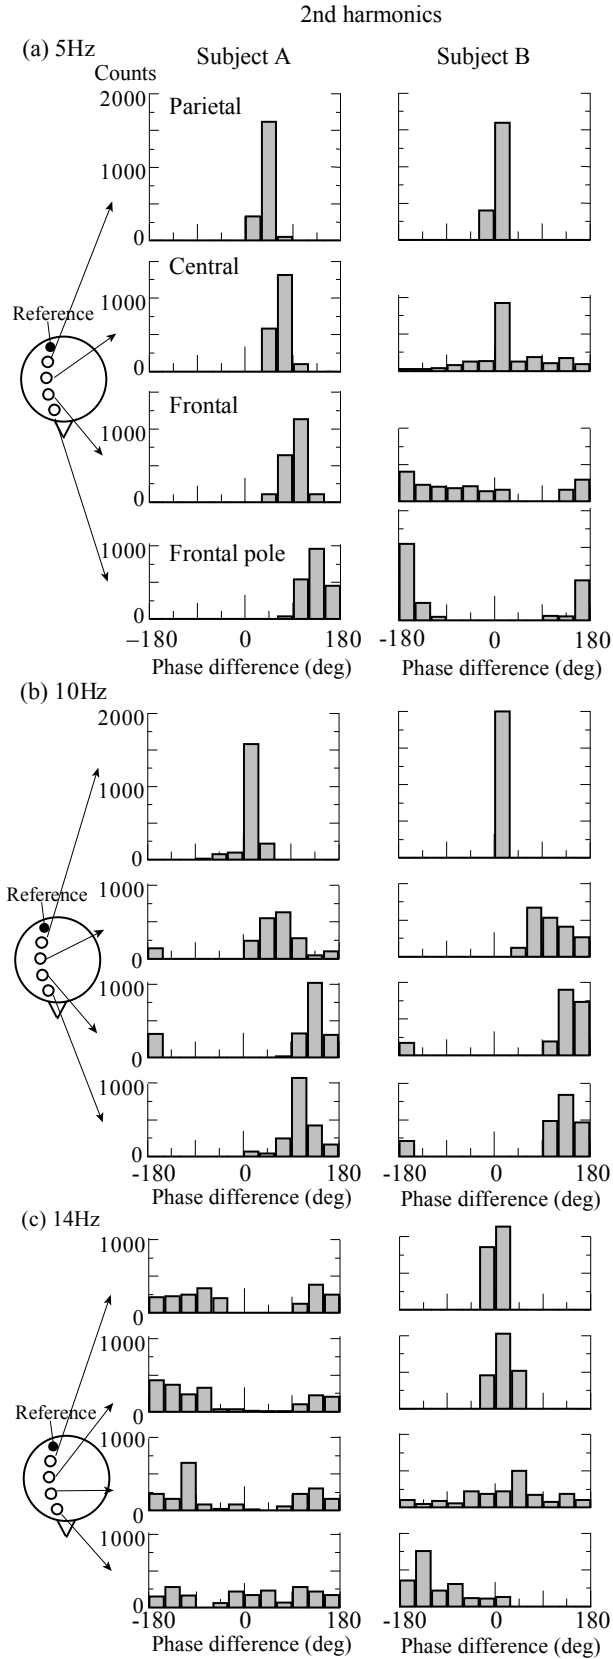 2nd harmonics
(a) 5Hz
Subject A
Subject B
Counts
2000
Parietal
1000
0
Central
1000
Reference
0
Frontal
1000
0
1000
Frontal pole
0
−180 0 180
-180 0 180
Phase difference (deg)
Phase difference (deg)
(b) 10Hz
2000
1000
0
1000
Reference
0
1000
0
1000
0
-180 0 180
-180 0 180
Phase difference (deg)
Phase difference (deg)
(c) 14Hz
1000
0
1000
0
Reference
1000
0
1000
0
-180 0 180
-180 0 180
Phase difference (deg)
Phase difference (deg)